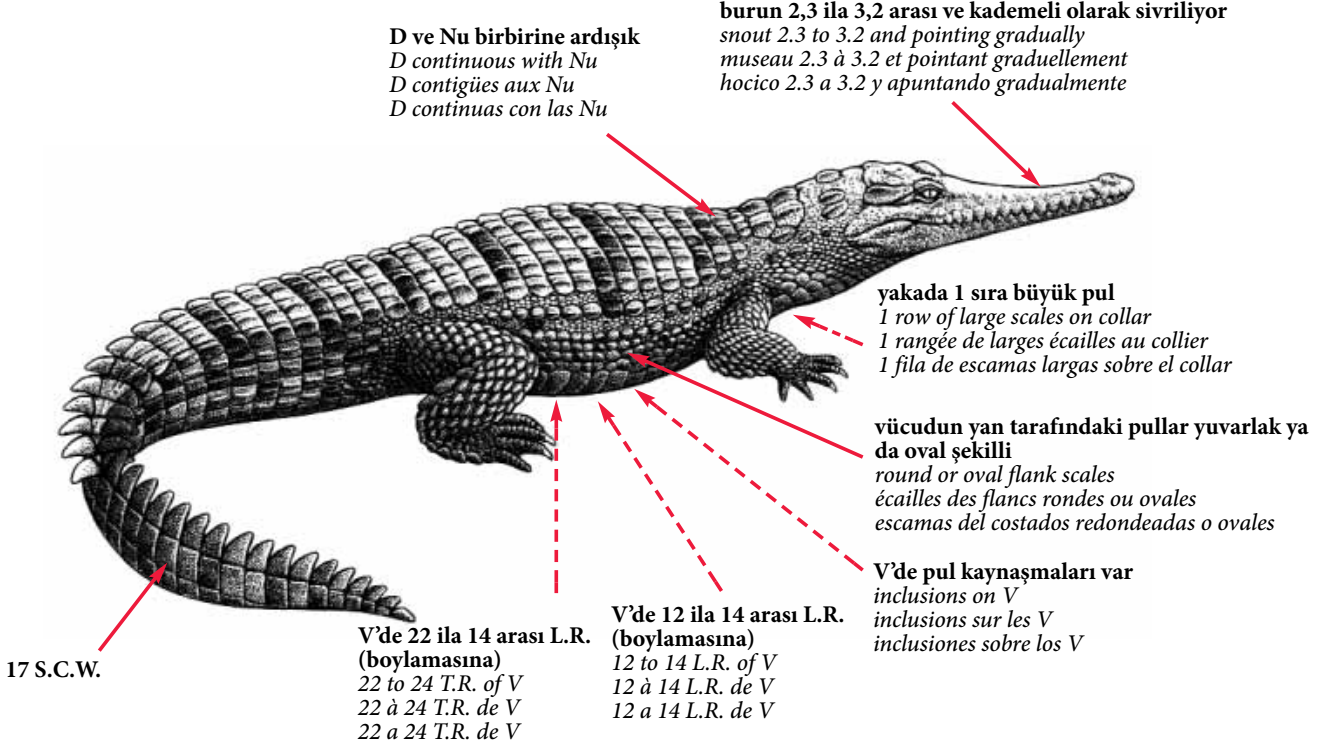 burun 2,3 ila 3,2 arası ve kademeli olarak sivriliyor
snout 2.3 to 3.2 and pointing gradually
museau 2.3 à 3.2 et pointant graduellement
hocico 2.3 a 3.2 y apuntando gradualmente
D ve Nu birbirine ardışık
D continuous with Nu
D contigües aux Nu
D continuas con las Nu
yakada 1 sıra büyük pul
1 row of large scales on collar
1 rangée de larges écailles au collier
1 fila de escamas largas sobre el collar
vücudun yan tarafındaki pullar yuvarlak ya
da oval şekilli
round or oval flank scales
écailles des flancs rondes ou ovales
escamas del costados redondeadas o ovales
V’de pul kaynaşmaları var
inclusions on V
inclusions sur les V
inclusiones sobre los V
V’de 12 ila 14 arası L.R.
(boylamasına)
12 to 14 L.R. of V
12 à 14 L.R. de V
12 a 14 L.R. de V
V’de 22 ila 14 arası L.R.
(boylamasına)
22 to 24 T.R. of V
22 à 24 T.R. de V
22 a 24 T.R. de V
17 S.C.W.